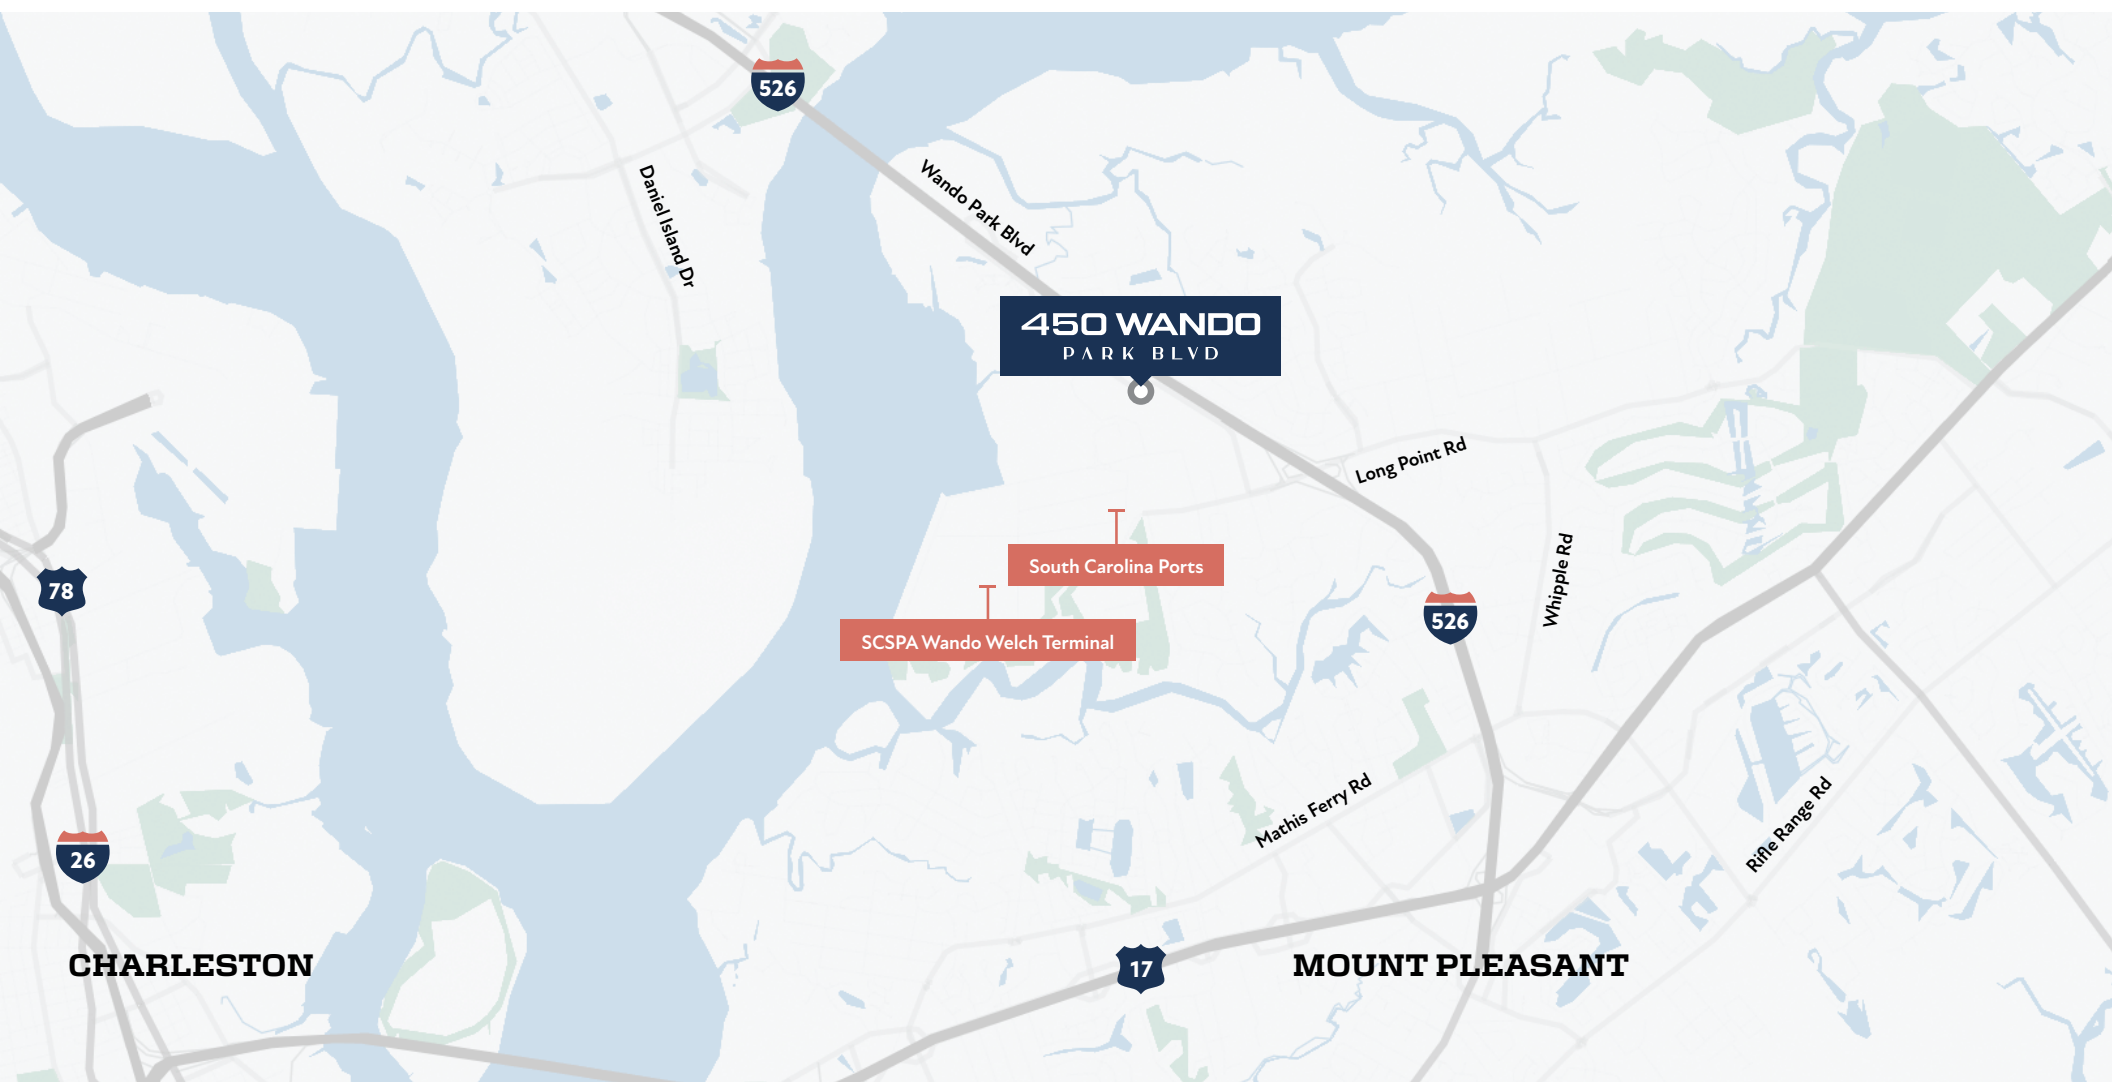 526
Wando Park Blvd
Daniel Island Dr
450 WANDO
PARK BLVD
Long Point Rd
South Carolina Ports
Whipple Rd
78
526
SCSPA Wando Welch Terminal
Mathis Ferry Rd
Rifle Range Rd
26
CHARLESTON
17
MOUNT PLEASANT